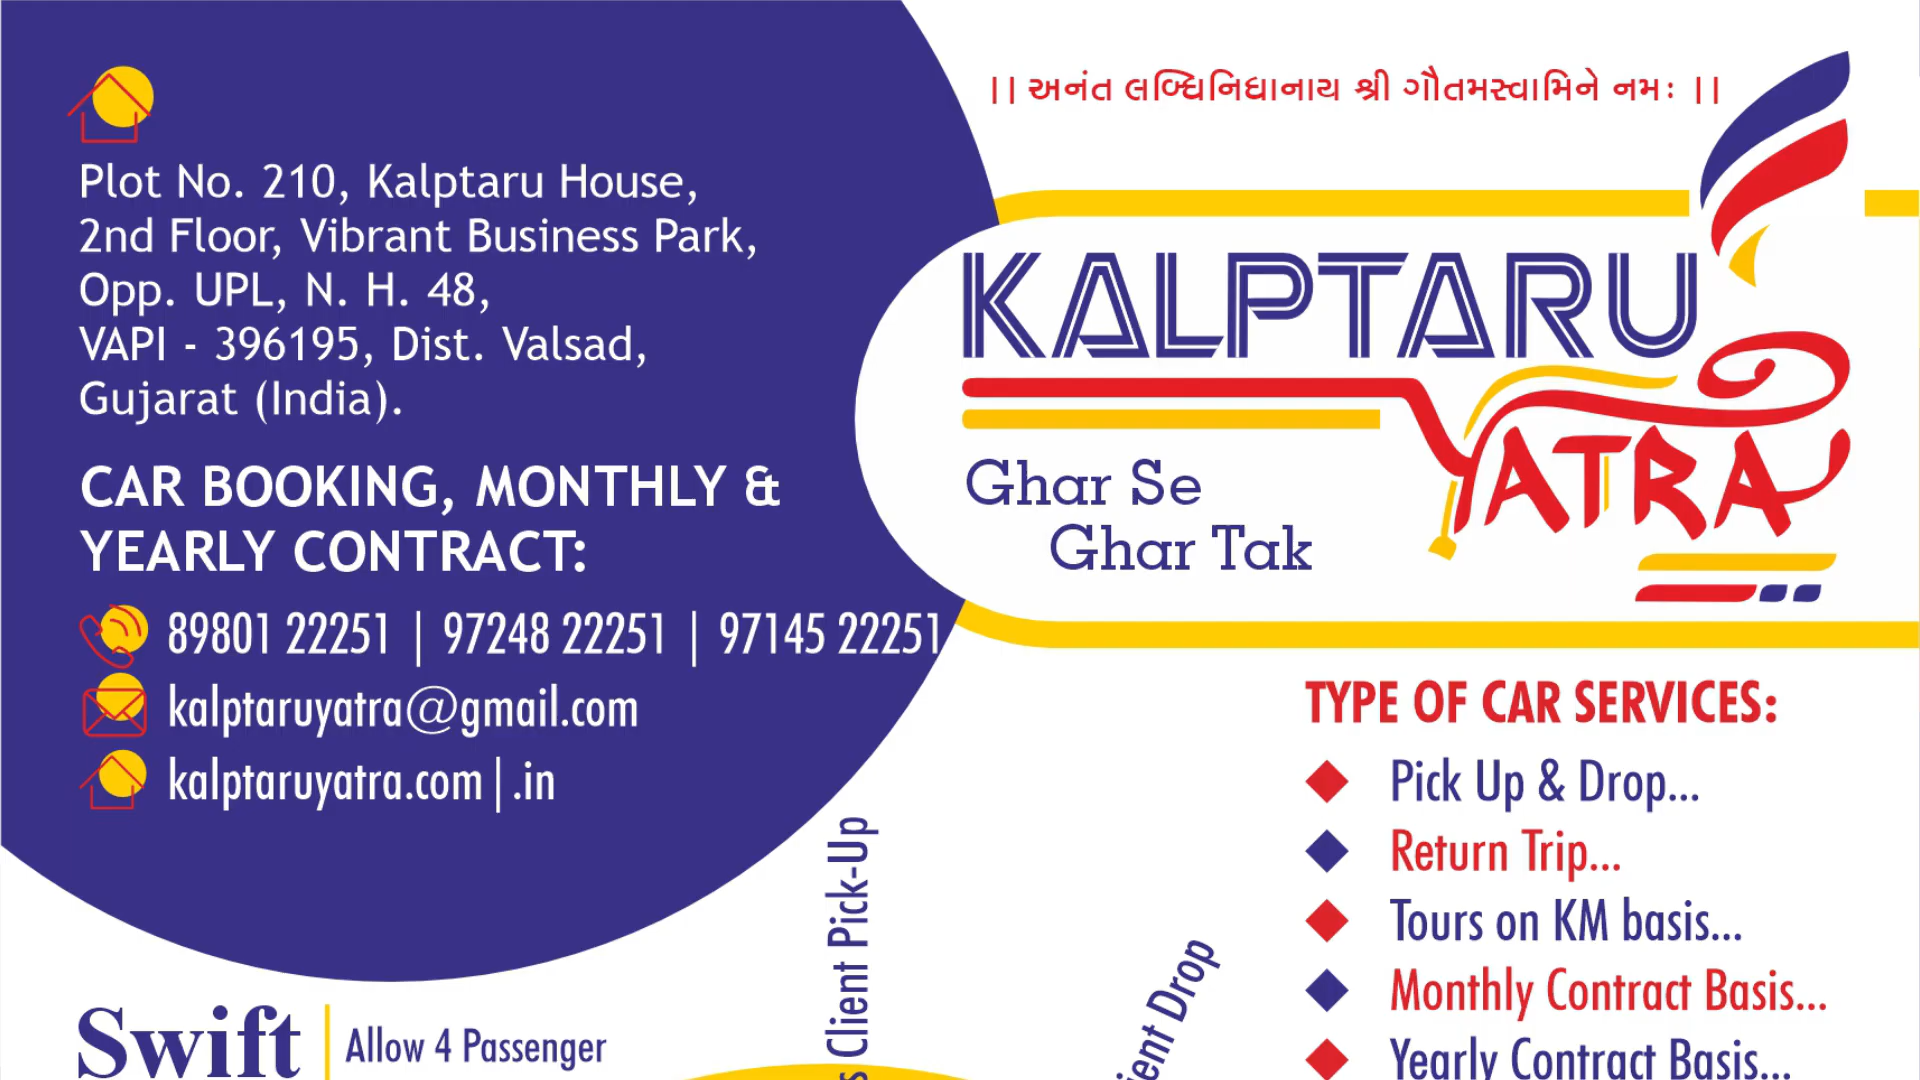 || અનંત લબ્ધિનિધાનાય શ્રી ગૌતમસ્વામિને નમઃ ||
Plot No. 210, Kalptaru House,
2nd Floor, Vibrant Business Park,
Opp. UPL, N. H. 48,
VAPI - 396195, Dist. Valsad,
Gujarat (India).
CAR BOOKING, MONTHLY &
YEARLY CONTRACT:
89801 22251 | 97248 22251 | 97145 22251
kalptaruyatra@gmail.com
kalptaruyatra.com|.in
KALPTARU
YATRA
Ghar Se
Ghar Tak
TYPE OF CAR SERVICES:
Pick Up & Drop...
Return Trip...
Tours on KM basis...
Monthly Contract Basis...
Yearly Contract Basis...
Client Pick-Up
Drop
Swift
Allow 4 Passenger